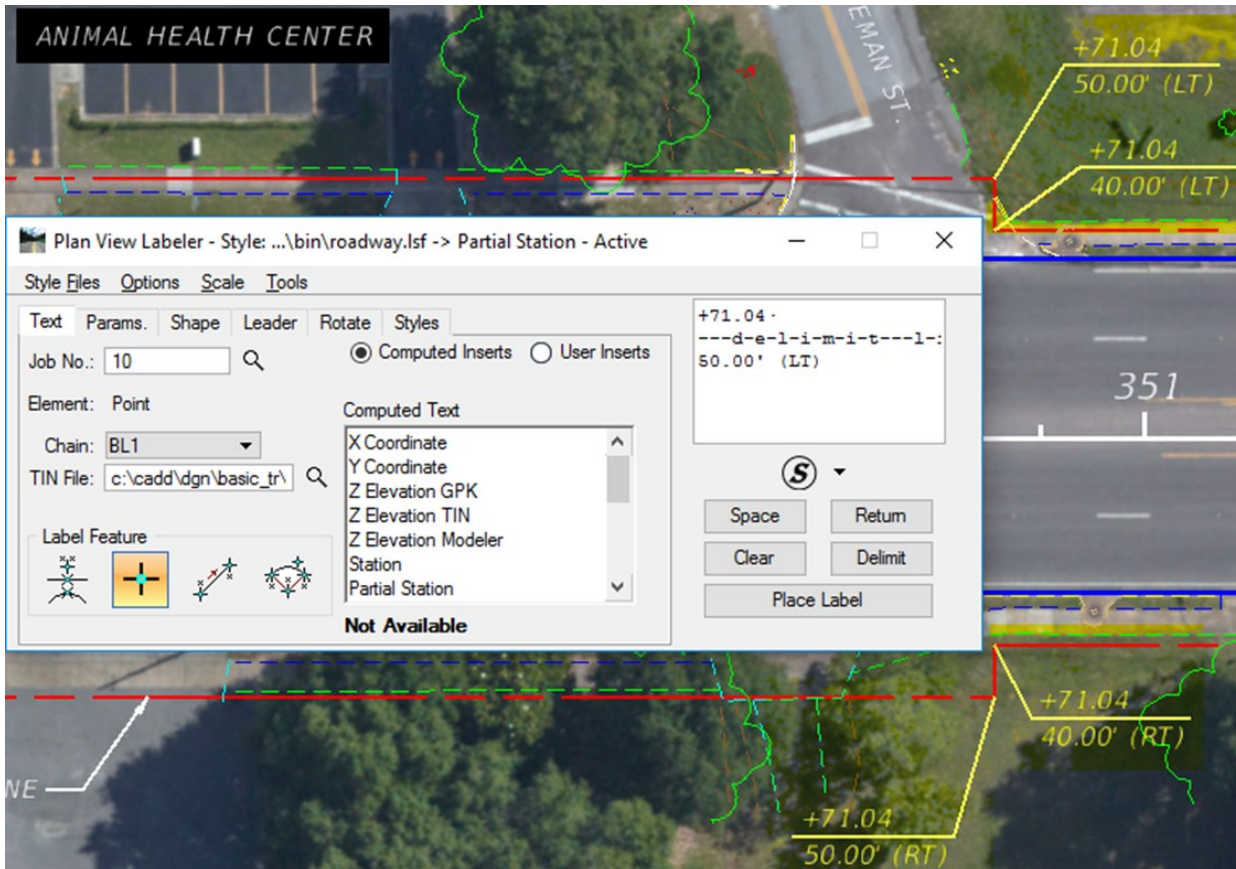 ANIMAL HEALTH CENTER
EMAN ST.
+71.04
50.00' (LT)
+71.04
40.00' (LT)
Plan View Labeler - Style: ...\bin\roadway.lsf -> Partial Station - Active
Style Files Options Scale Tools
Text Params. Shape Leader Rotate Styles
Job No.: 10
Computed Inserts User Inserts
Element: Point
Computed Text
Chain: BL1
TIN File: c:\cadd\dgn\basic_tr\
X Coordinate
Y Coordinate
Z Elevation GPK
Z Elevation TIN
Z Elevation Modeler
Station
Partial Station
Label Feature
Not Available
+71.04·
---d-e-l-i-m-i-t---l-
50.00' (LT)
S
Space Return
Clear Delimit
Place Label
351
+71.04
40.00' (RT)
NE
+71.04
50.00' (RT)